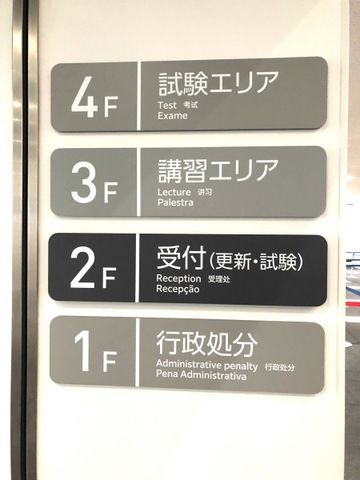 4F
試験エリア
Test 考试
Exame
3F
講習エリア
Lecture 讲习
Palestra
2F
受付(更新・試験)
Reception 受理处
Recepção
1F
行政処分
Administrative penalty 行政处分
Pena Administrativa